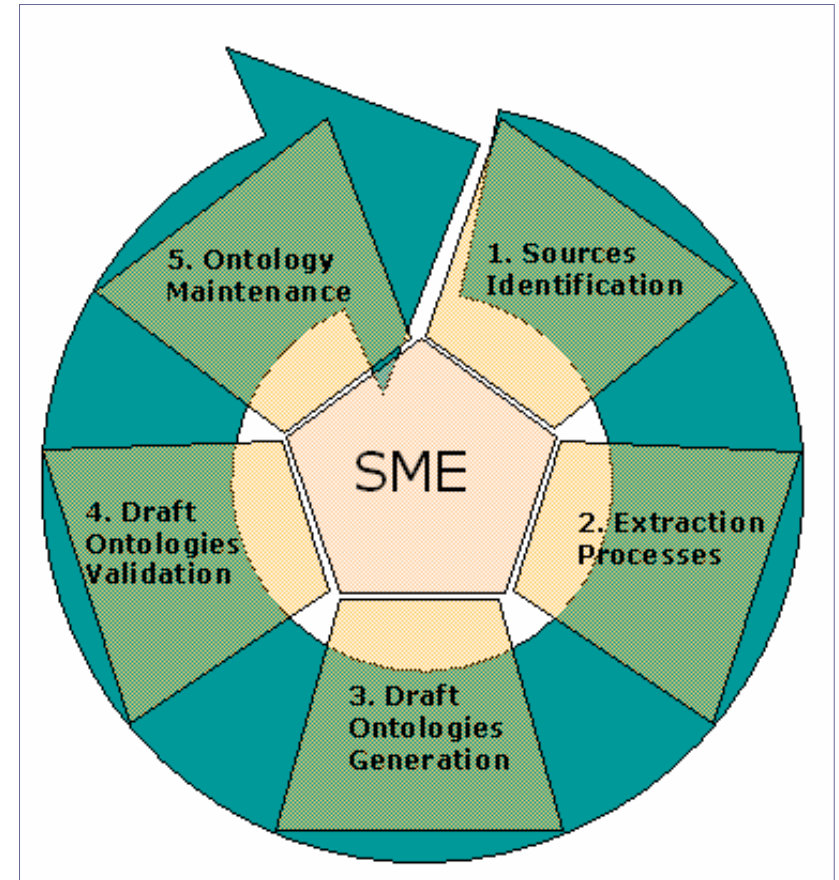 1. Sources
Identification
2. Extraction
Processes
3. Draft
Ontologies
Generation
4. Draft
Ontologies
Validation
5. Ontology
Maintenance
SME